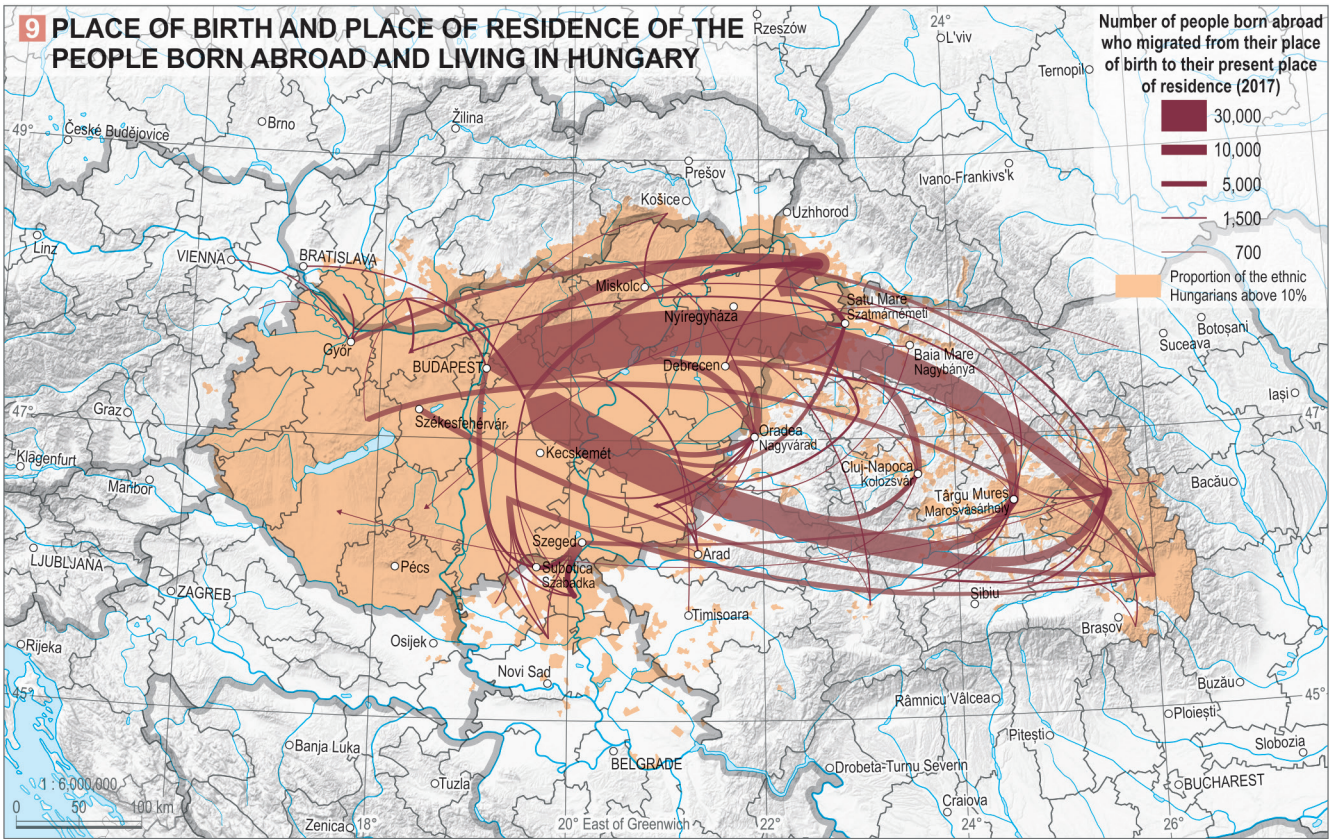 9 PLACE OF BIRTH AND PLACE OF RESIDENCE OF THE
PEOPLE BORN ABROAD AND LIVING IN HUNGARY
Number of people born abroad
who migrated from their place
of birth to their present place
of residence (2017)
30,000
10,000
5,000
1,500
700
Proportion of the ethnic
Hungarians above 10%
24°
Rzeszów
L'viv
Ternopil
49°
České Budějovice
Brno
Žilina
Prešov
Ivano-Frankivs'k
Košice
Uzhhorod
Linz
VIENNA
BRATISLAVA
Miskolc
Nyíregyháza
Satu Mare
Szatmárnémeti
Botoșani
Suceava
Győr
BUDAPEST
Debrecen
Baia Mare
Nagybánya
Iași
47°
Graz
Székesfehérvár
Oradea
Nagyvárad
47°
Klagenfurt
Maribor
Kecskemét
Cluj-Napoca
Kolozsvár
Târgu Mureș
Marosvásárhely
Bacău
LJUBLJANA
Szeged
Arad
Pécs
Subotica
Szabadka
ZAGREB
Timisoara
Sibiu
Brașov
Rijeka
Osijek
Novi Sad
45°
Râmnicu Vâlcea
Buzău
45°
Ploiești
Pitești
Banja Luka
BELGRADE
Slobozia
Drobeta-Turnu Severin
Tuzla
BUCHAREST
1 : 6,000,000
0 50 100 km
Craiova
Zenica
18°
20° East of Greenwich
22°
24°
26°